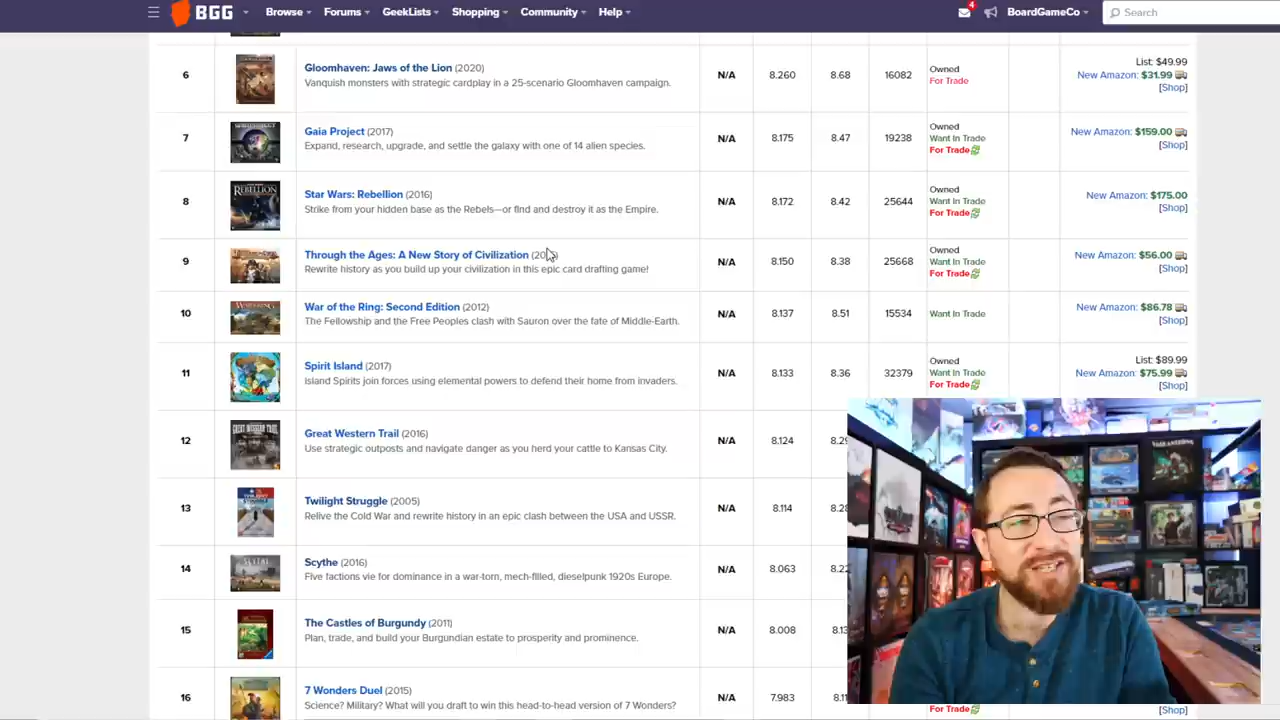 BGG Browse Forums GeekLists Shopping Community Help 4 BoardGameCo Search
6 Gloomhaven: Jaws of the Lion (2020) N/A 8.260 8.68 16082 Owned List: $49.99
Vanquish monsters with strategic cardplay in a 25-scenario Gloomhaven campaign. For Trade New Amazon: $31.99
[Shop]
7 Gaia Project (2017) N/A 8.175 8.47 19238 Owned New Amazon: $159.00
Expand, research, upgrade, and settle the galaxy with one of 14 alien species. Want In Trade [Shop]
For Trade
8 Star Wars: Rebellion (2016) N/A 8.172 8.42 25644 Owned New Amazon: $175.00
Strike from your hidden base as the Rebels—or find and destroy it as the Empire. Want In Trade [Shop]
For Trade
REBELLION
9 Through the Ages: A New Story of Civilization N/A 8.150 8.38 25668 Owned New Amazon: $56.00
Rewrite history as you build up your civilization in this epic card drafting game! Want In Trade [Shop]
For Trade
10 War of the Ring: Second Edition (2012) N/A 8.137 8.51 15534 Want In Trade New Amazon: $86.78
The Fellowship and the Free Peoples clash with Sauron over the fate of Middle-Earth. [Shop]
11 Spirit Island (2017) N/A 8.133 8.36 32379 Owned List: $89.99
Island Spirits join forces using elemental powers to defend their home from invaders. Want In Trade New Amazon: $75.99
For Trade [Shop]
12 Great Western Trail (2016) N/A 8.124
Use strategic outposts and navigate danger as you herd your cattle to Kansas City.
GREAT WESTERN TRAIL
13 Twilight Struggle (2005) N/A 8.114
Relive the Cold War and rewrite history in an epic clash between the USA and USSR.
14 Scythe (2016) N/A 8.063
Five factions vie for dominance in a war-torn, mech-filled, dieselpunk 1920s Europe.
SCYTHE
15 The Castles of Burgundy (2011) N/A 8.008
Plan, trade, and build your Burgundian estate to prosperity and prominence.
16 7 Wonders Duel (2015) N/A 7.983
Science? Military? What will you draft to win this head-to-head version of 7 Wonders? For Trade [Shop]